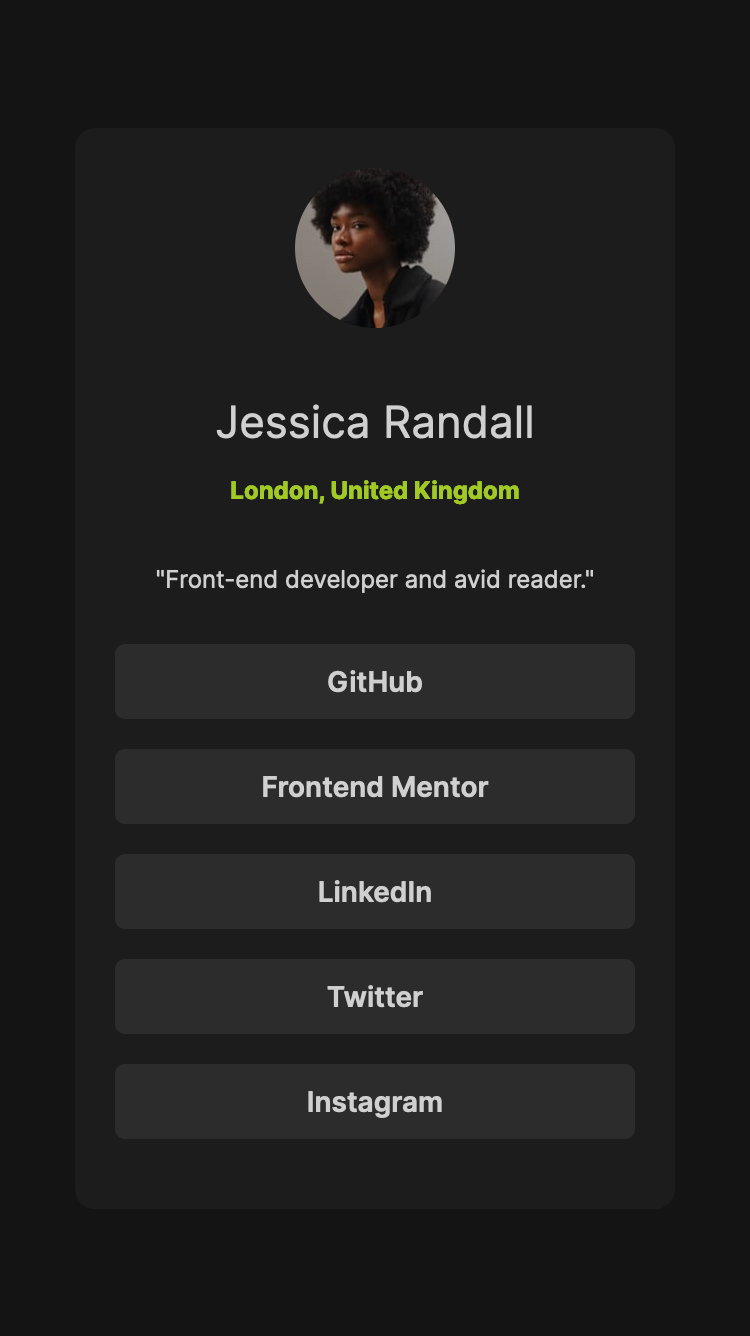 Jessica Randall
London, United Kingdom
"Front-end developer and avid reader."
GitHub
Frontend Mentor
LinkedIn
Twitter
Instagram